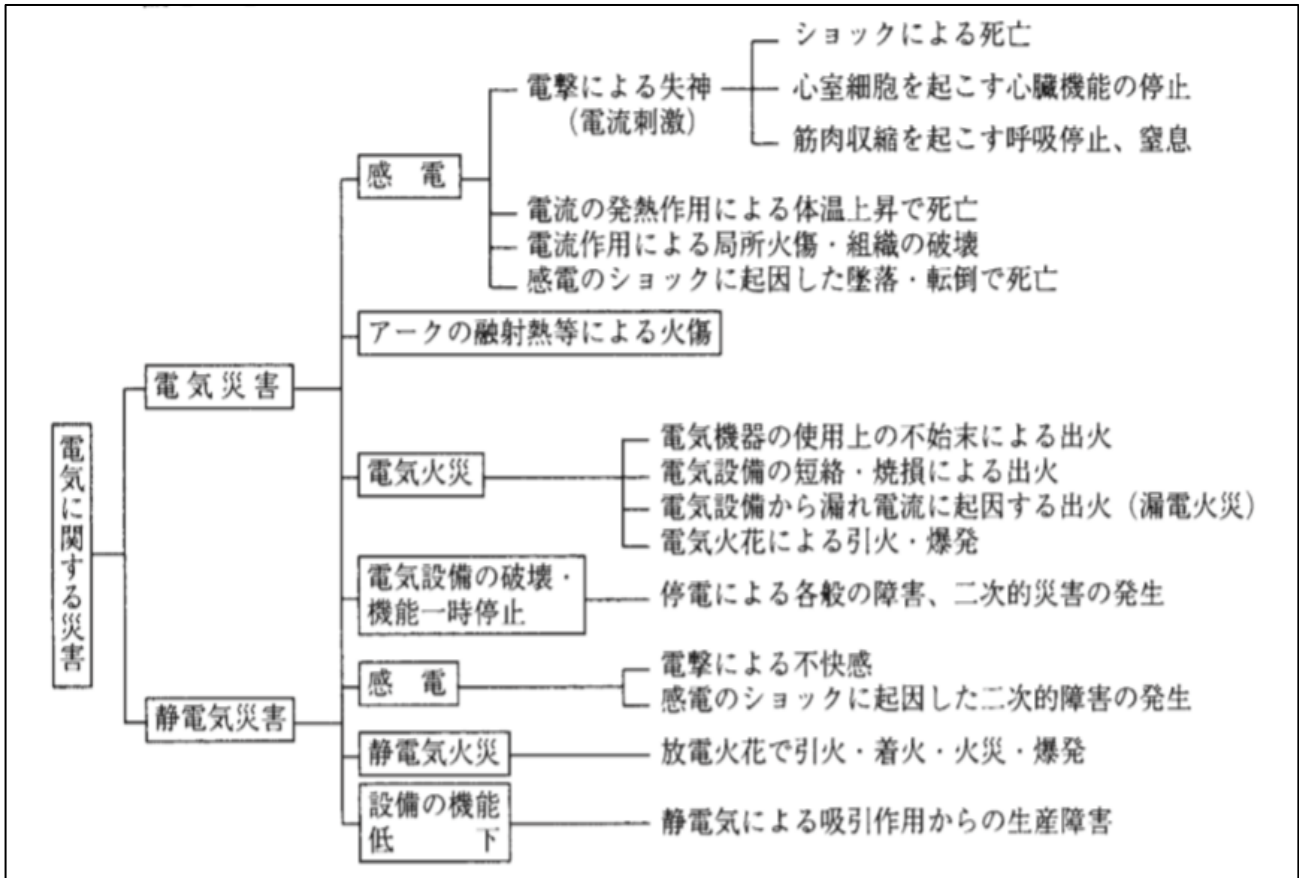 電気に関する災害
電気災害
感　電
電撃による失神
（電流刺激）
ショックによる死亡
心室細胞を起こす心臓機能の停止
筋肉収縮を起こす呼吸停止、窒息
電流の発熱作用による体温上昇で死亡
電流作用による局所火傷・組織の破壊
感電のショックに起因した墜落・転倒で死亡
アークの融射熱等による火傷
電気火災
電気機器の使用上の不始末による出火
電気設備の短絡・焼損による出火
電気設備から漏れ電流に起因する出火（漏電火災）
電気火花による引火・爆発
電気設備の破壊・
機能一時停止
停電による各般の障害、二次的災害の発生
静電気災害
感　電
電撃による不快感
感電のショックに起因した二次的障害の発生
静電気火災
放電火花で引火・着火・火災・爆発
設備の機能
低　　下
静電気による吸引作用からの生産障害